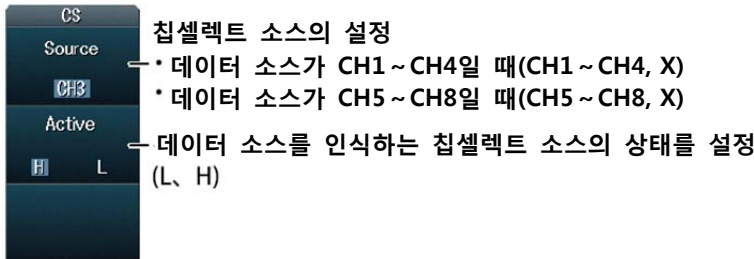 CS
Source
CH3
Active
H L
칩셀렉트 소스의 설정
・데이터 소스가 CH1～CH4일 때(CH1～CH4, X)
・데이터 소스가 CH5～CH8일 때(CH5～CH8, X)
데이터 소스를 인식하는 칩셀렉트 소스의 상태를 설정
(L、H)